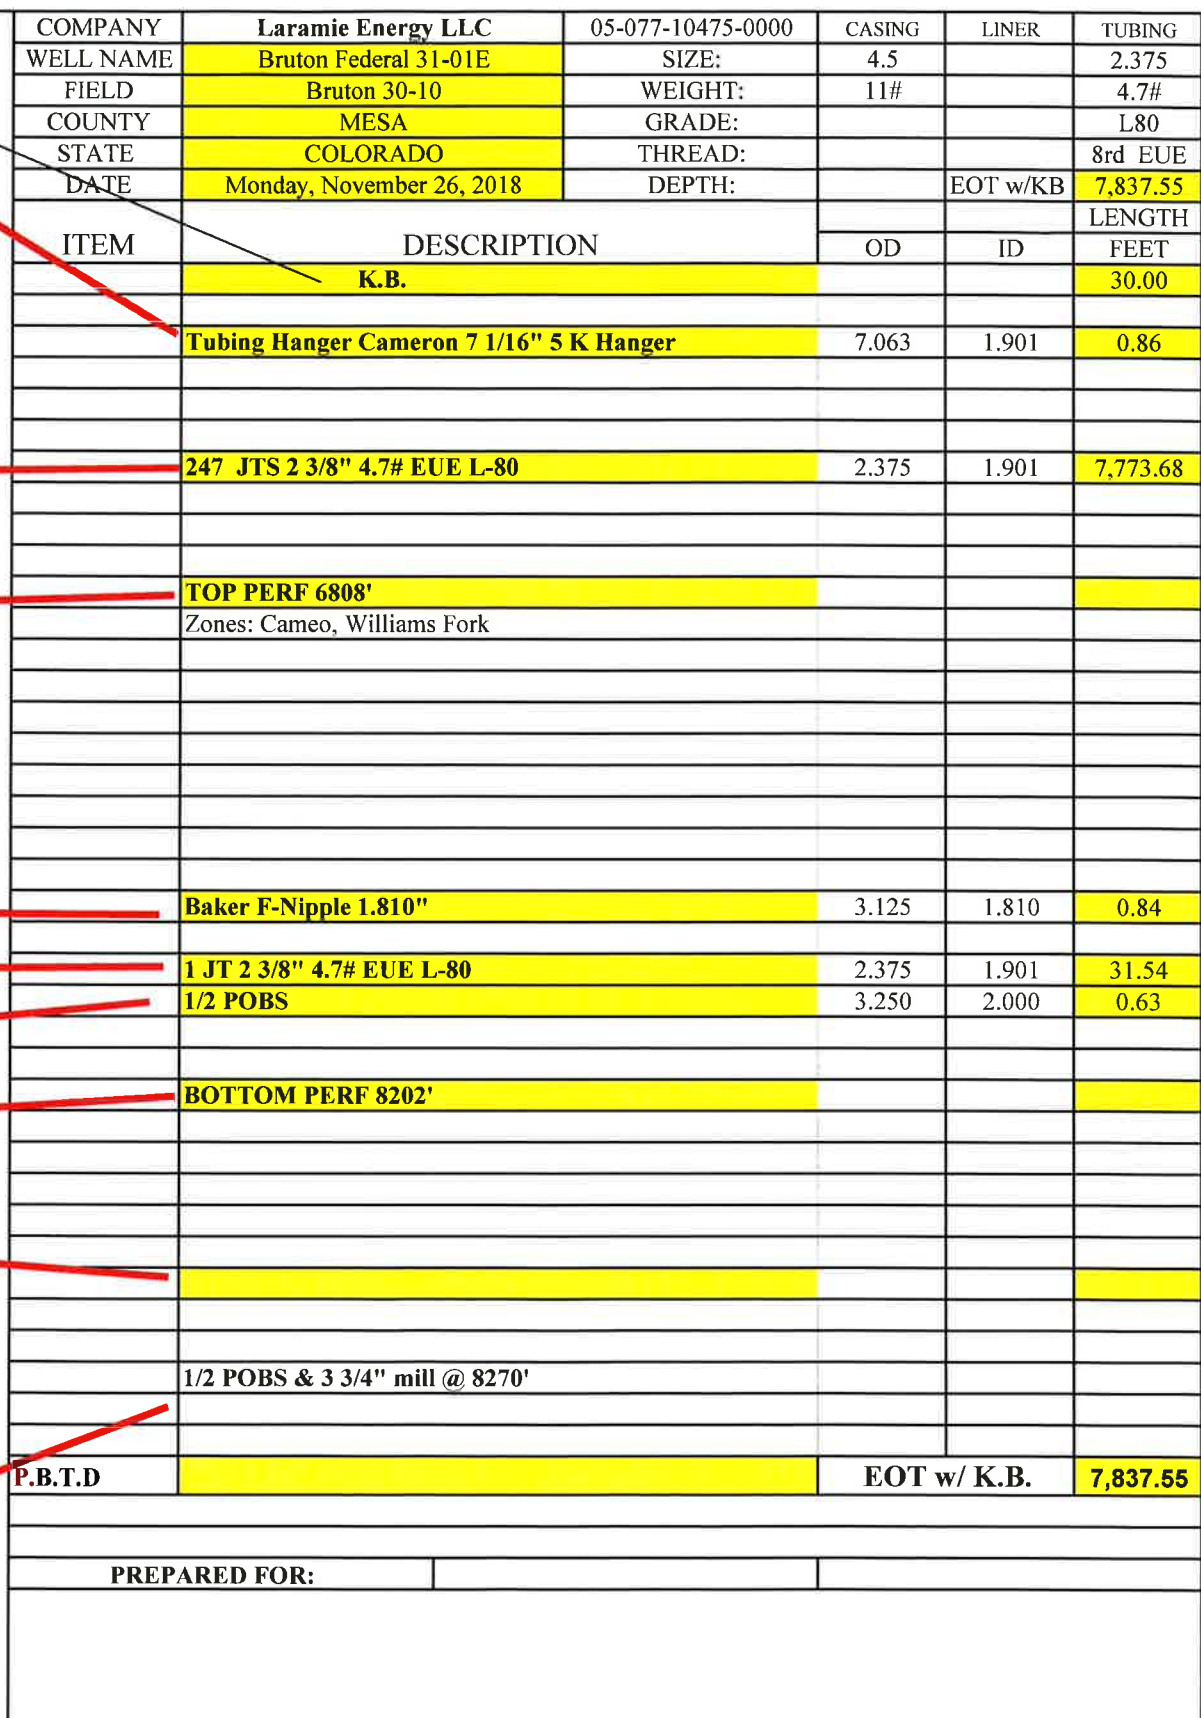 COMPANY Laramie Energy LLC 05-077-10475-0000 CASING LINER TUBING
WELL NAME Bruton Federal 31-01E SIZE: 4.5 2.375
FIELD Bruton 30-10 WEIGHT: 11# 4.7#
COUNTY MESA GRADE: L80
STATE COLORADO THREAD: 8rd EUE
DATE Monday, November 26, 2018 DEPTH: EOT w/KB 7,837.55
LENGTH
ITEM DESCRIPTION OD ID FEET
K.B. 30.00
Tubing Hanger Cameron 7 1/16" 5 K Hanger 7.063 1.901 0.86
247 JTS 2 3/8" 4.7# EUE L-80 2.375 1.901 7,773.68
TOP PERF 6808'
Zones: Cameo, Williams Fork
Baker F-Nipple 1.810" 3.125 1.810 0.84
1 JT 2 3/8" 4.7# EUE L-80 2.375 1.901 31.54
1/2 POBS 3.250 2.000 0.63
BOTTOM PERF 8202'
1/2 POBS & 3 3/4" mill @ 8270'
P.B.T.D EOT w/ K.B. 7,837.55
PREPARED FOR: